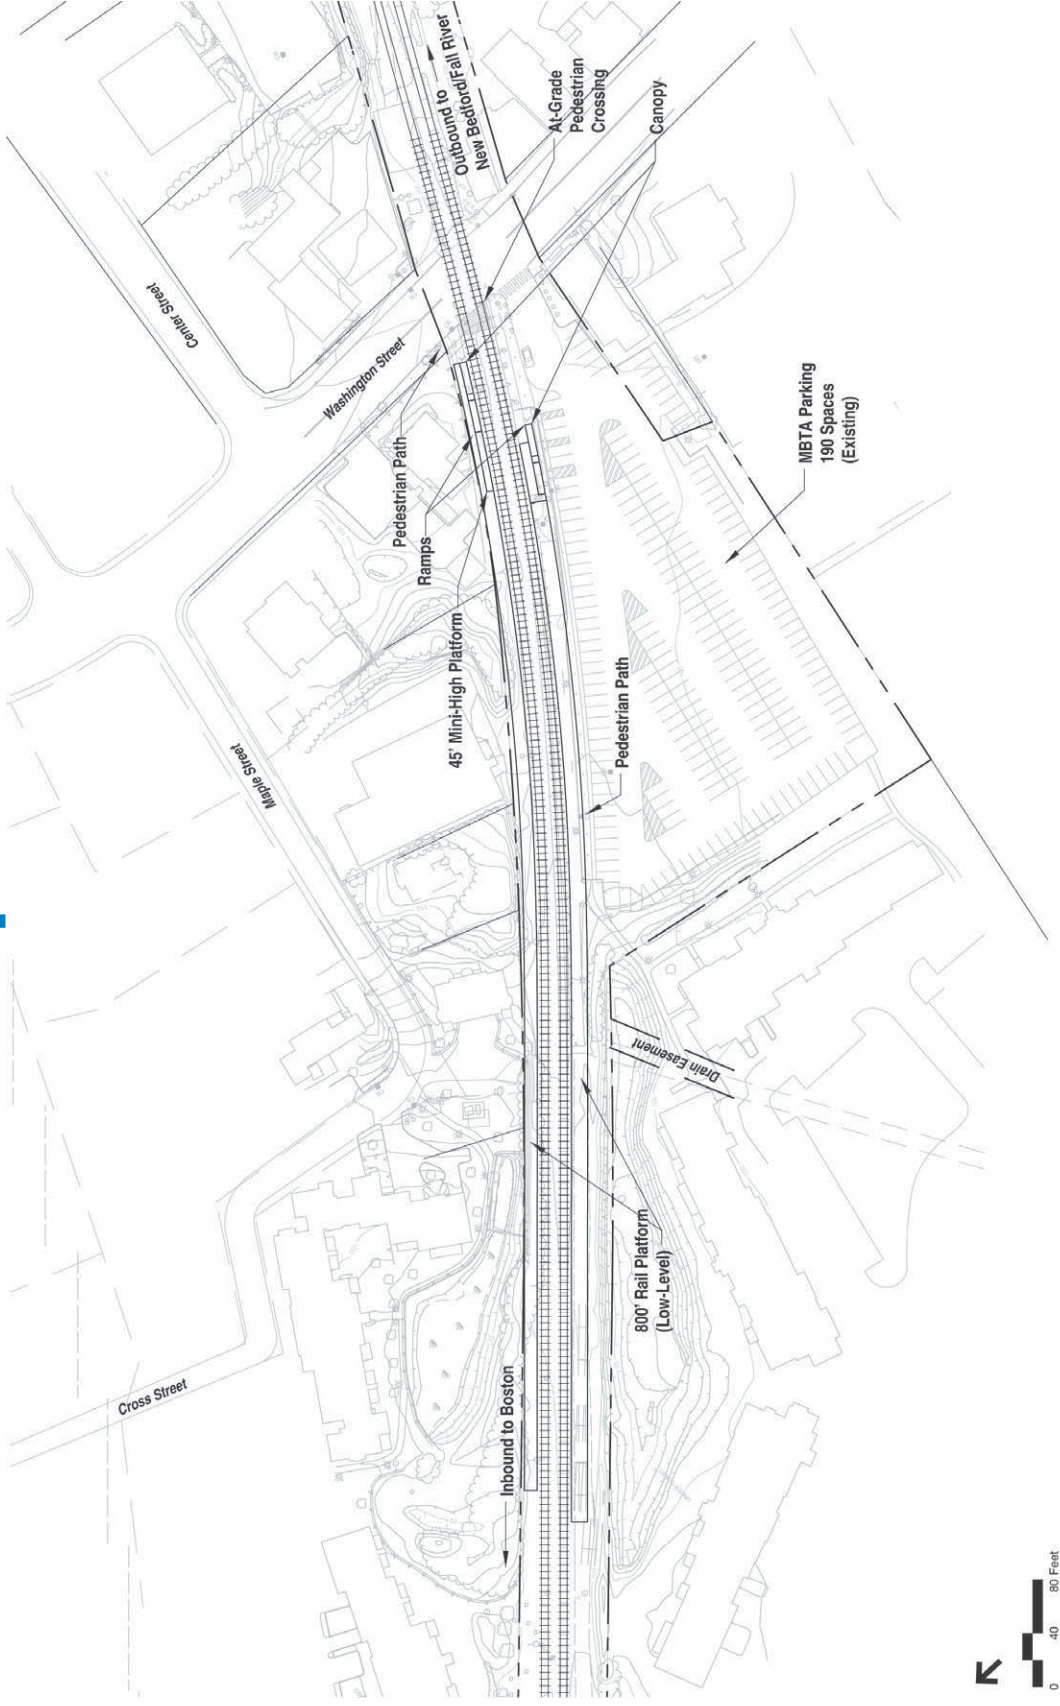 Outbound to
New Bedford/Fall River
At-Grade
Pedestrian
Crossing
Canopy
Center Street
Washington Street
Pedestrian Path
Ramps
45' Mini-High Platform
MBTA Parking
190 Spaces
(Existing)
Maple Street
Pedestrian Path
Drain Easement
800' Rail Platform
(Low-Level)
Cross Street
Inbound to Boston
0 40 80 Feet